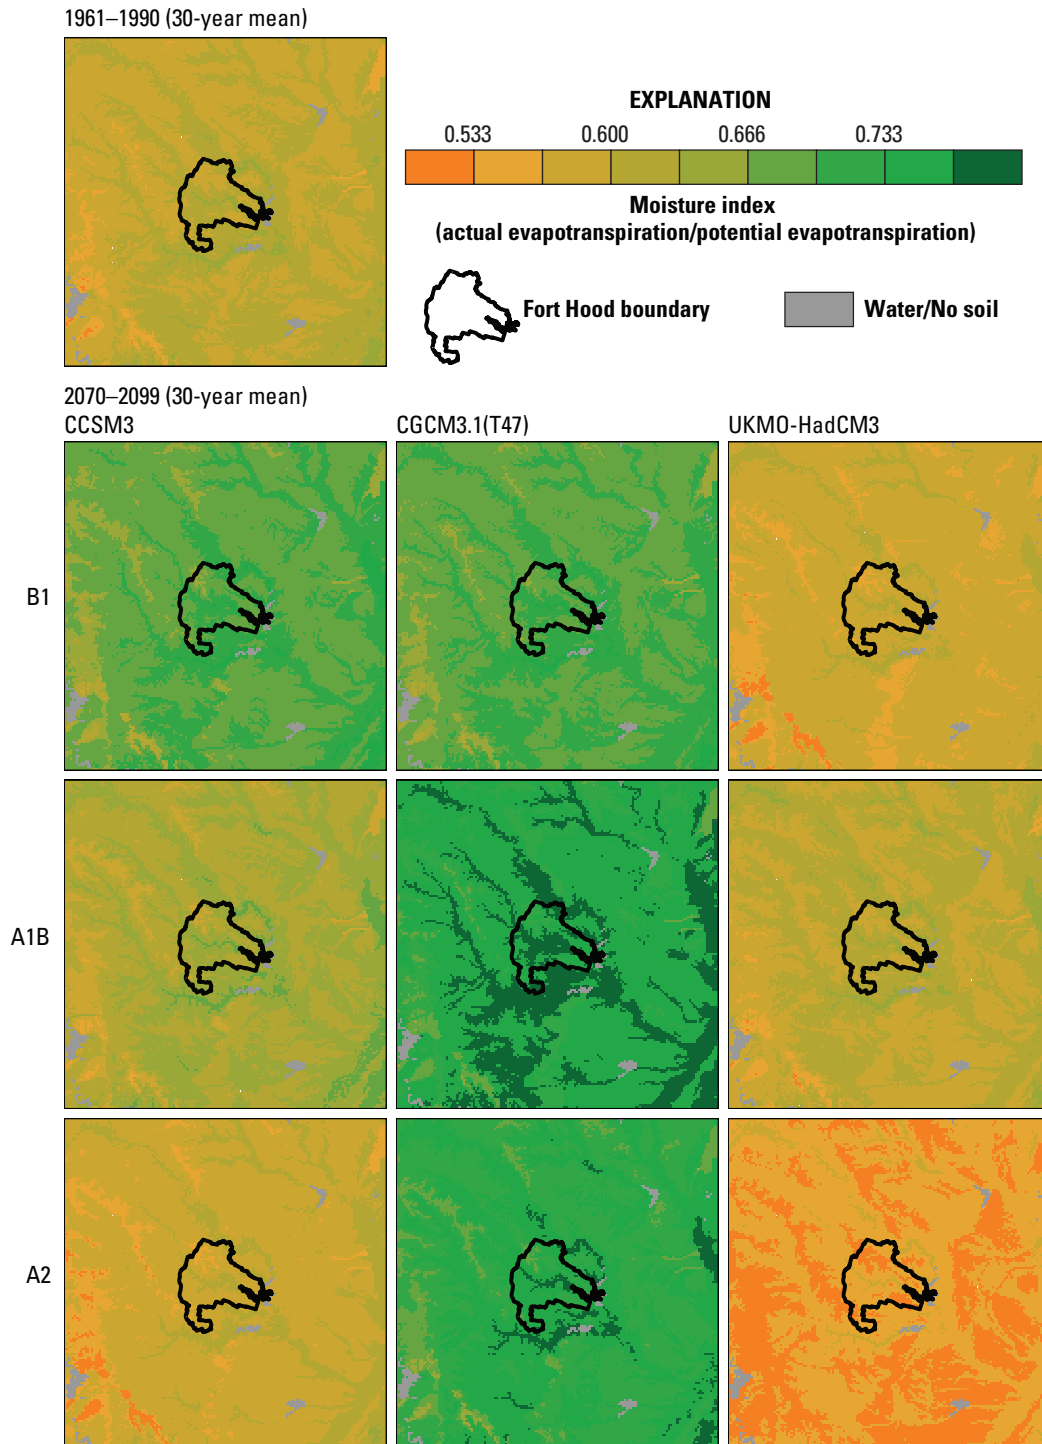 1961–1990 (30-year mean)
EXPLANATION
0.533 0.600 0.666 0.733
Moisture index
(actual evapotranspiration/potential evapotranspiration)
Fort Hood boundary
Water/No soil
2070–2099 (30-year mean)
CCSM3 CGCM3.1(T47) UKMO-HadCM3
B1
A1B
A2